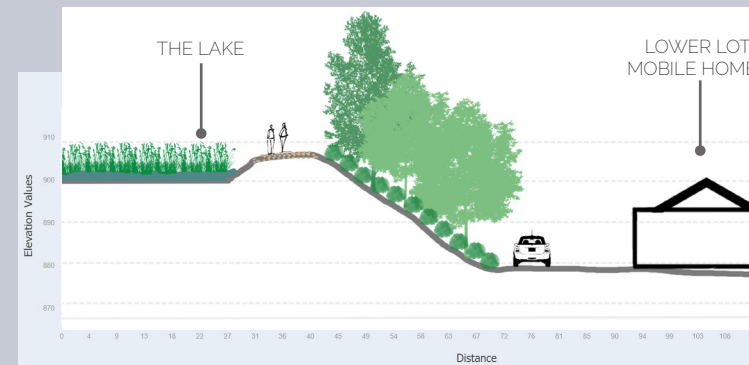 THE LAKE
LOWER LOT
MOBILE HOME
910
900
890
880
870
Elevation Values
0 4 9 13 18 22 27 31 36 40 45 49 54 58 63 67 72 76 81 85 90 94 99 103 108
Distance